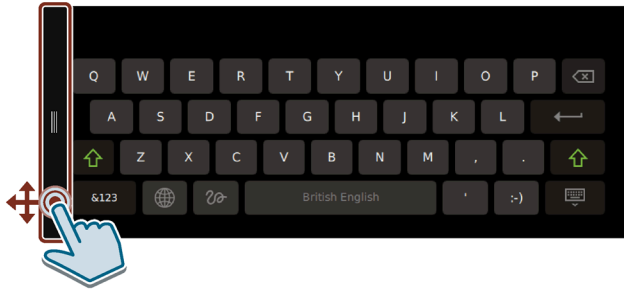 Q W E R T Y U I O P
A S D F G H J K L
Z X C V B N M , .
&123 British English ' :-)